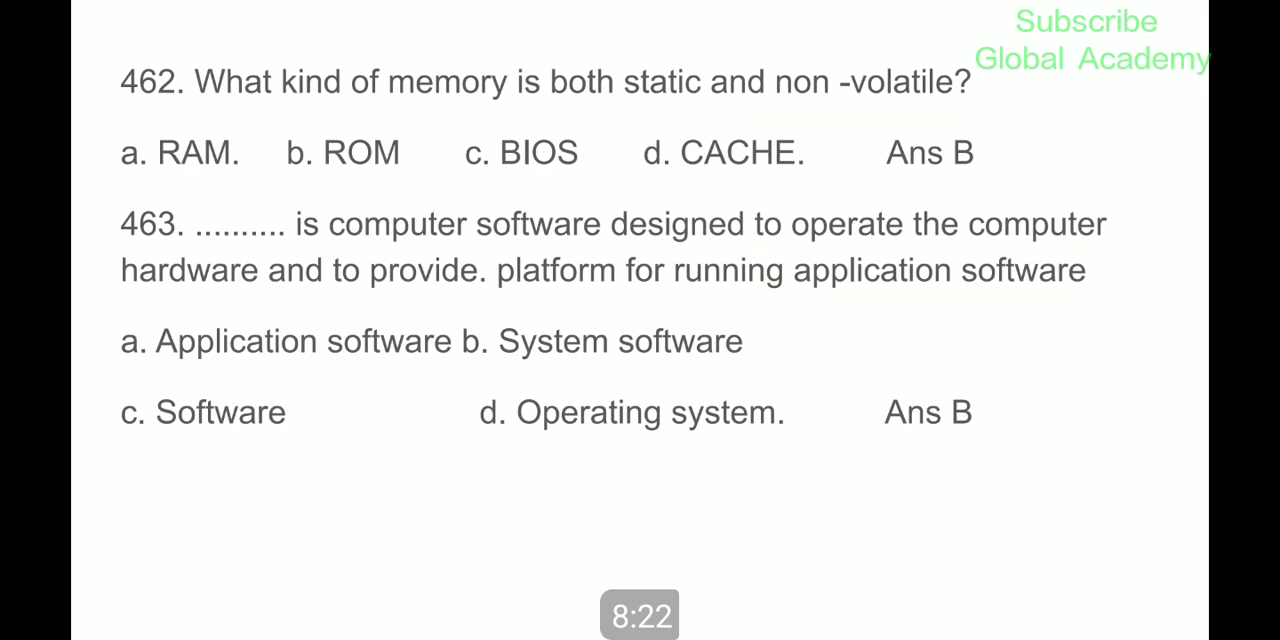 Subscribe
Global Academy
462. What kind of memory is both static and non -volatile?
a. RAM. b. ROM c. BIOS d. CACHE. Ans B
463. .......... is computer software designed to operate the computer
hardware and to provide. platform for running application software
a. Application software b. System software
c. Software d. Operating system. Ans B
8:22